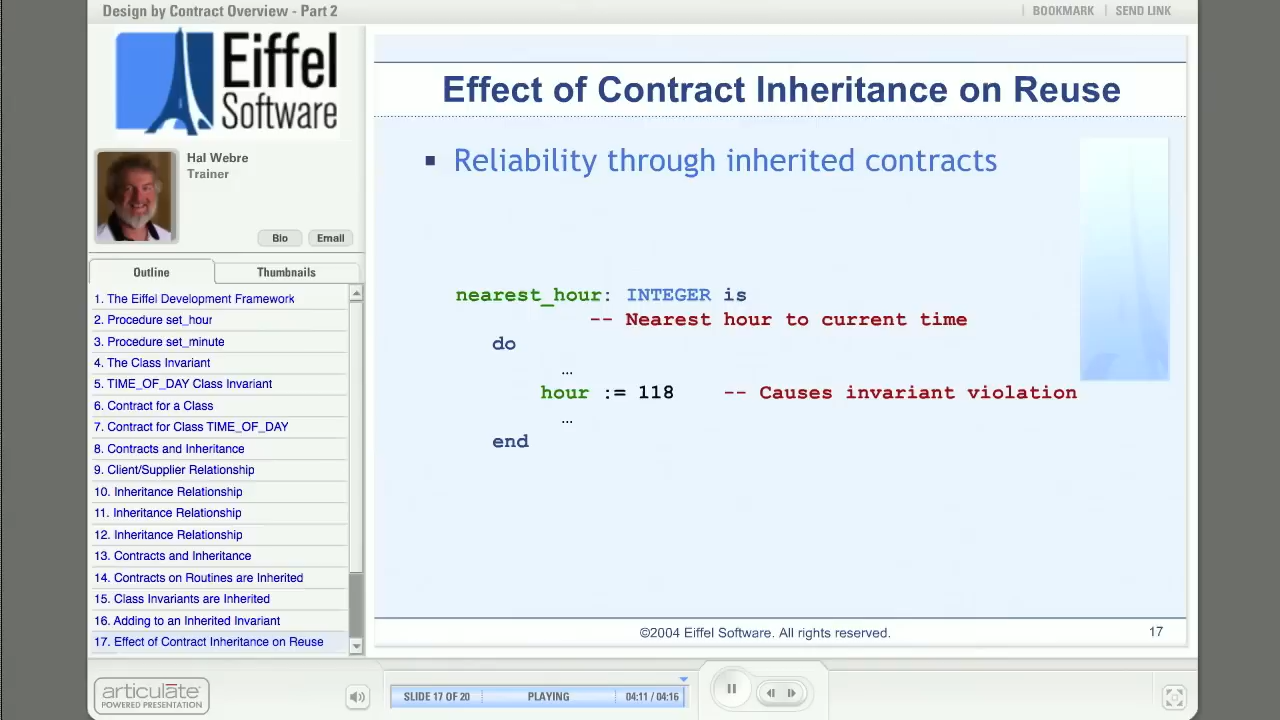 Design by Contract Overview - Part 2
BOOKMARK
SEND LINK
Eiffel
Software
Hal Webre
Trainer
Bio
Email
Outline
Thumbnails
1. The Eiffel Development Framework
2. Procedure set_hour
3. Procedure set_minute
4. The Class Invariant
5. TIME_OF_DAY Class Invariant
6. Contract for a Class
7. Contract for Class TIME_OF_DAY
8. Contracts and Inheritance
9. Client/Supplier Relationship
10. Inheritance Relationship
11. Inheritance Relationship
12. Inheritance Relationship
13. Contracts and Inheritance
14. Contracts on Routines are Inherited
15. Class Invariants are Inherited
16. Adding to an Inherited Invariant
17. Effect of Contract Inheritance on Reuse
Effect of Contract Inheritance on Reuse
▪ Reliability through inherited contracts
nearest_hour: INTEGER is
-- Nearest hour to current time
do
…
hour := 118 -- Causes invariant violation
…
end
©2004 Eiffel Software. All rights reserved.
17
articulate
POWERED PRESENTATION
SLIDE 17 OF 20
PLAYING
04:11 / 04:16